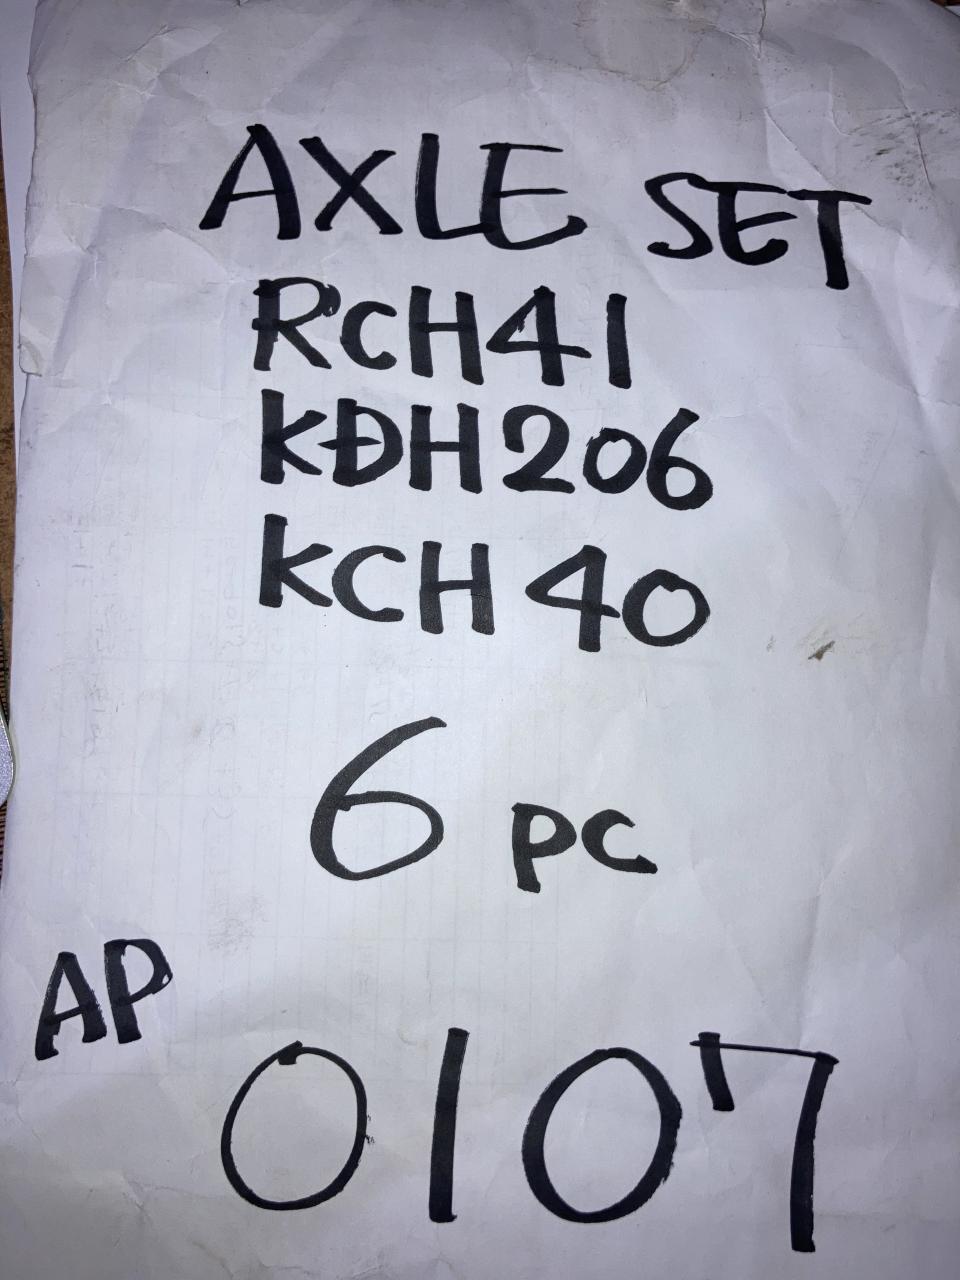 AXLE SET
RCH41
KDH206
KCH40
6 pc
AP
0107